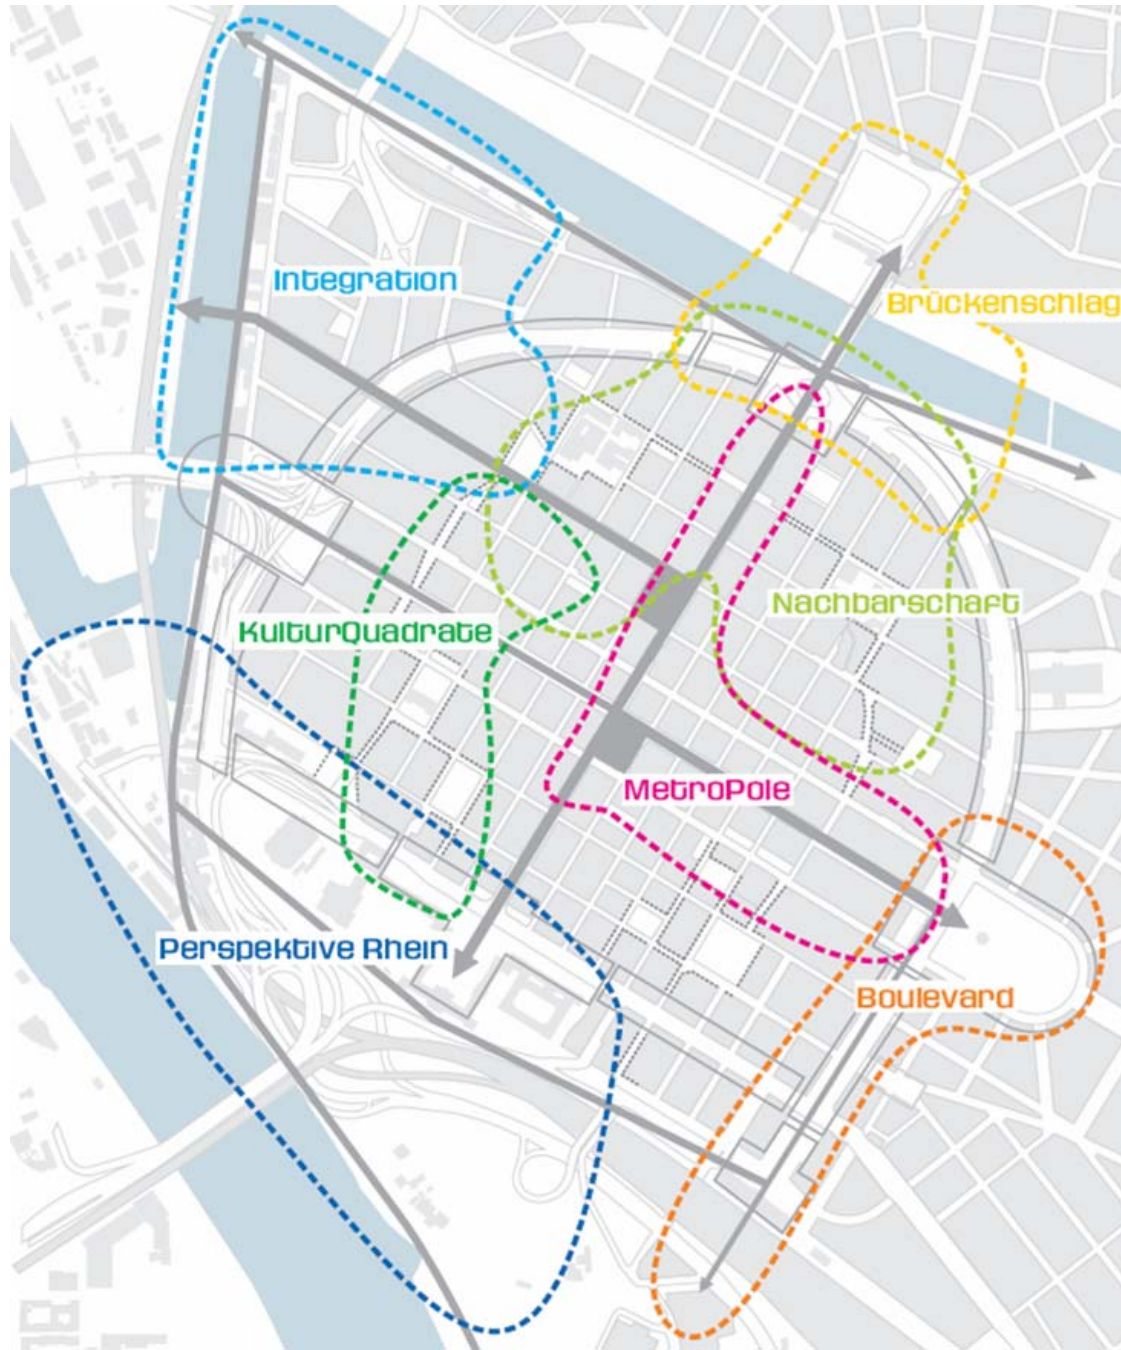 Integration
Brückenschlag
Nachbarschaft
KulturQuadrate
MetroPole
Perspektive Rhein
Boulevard